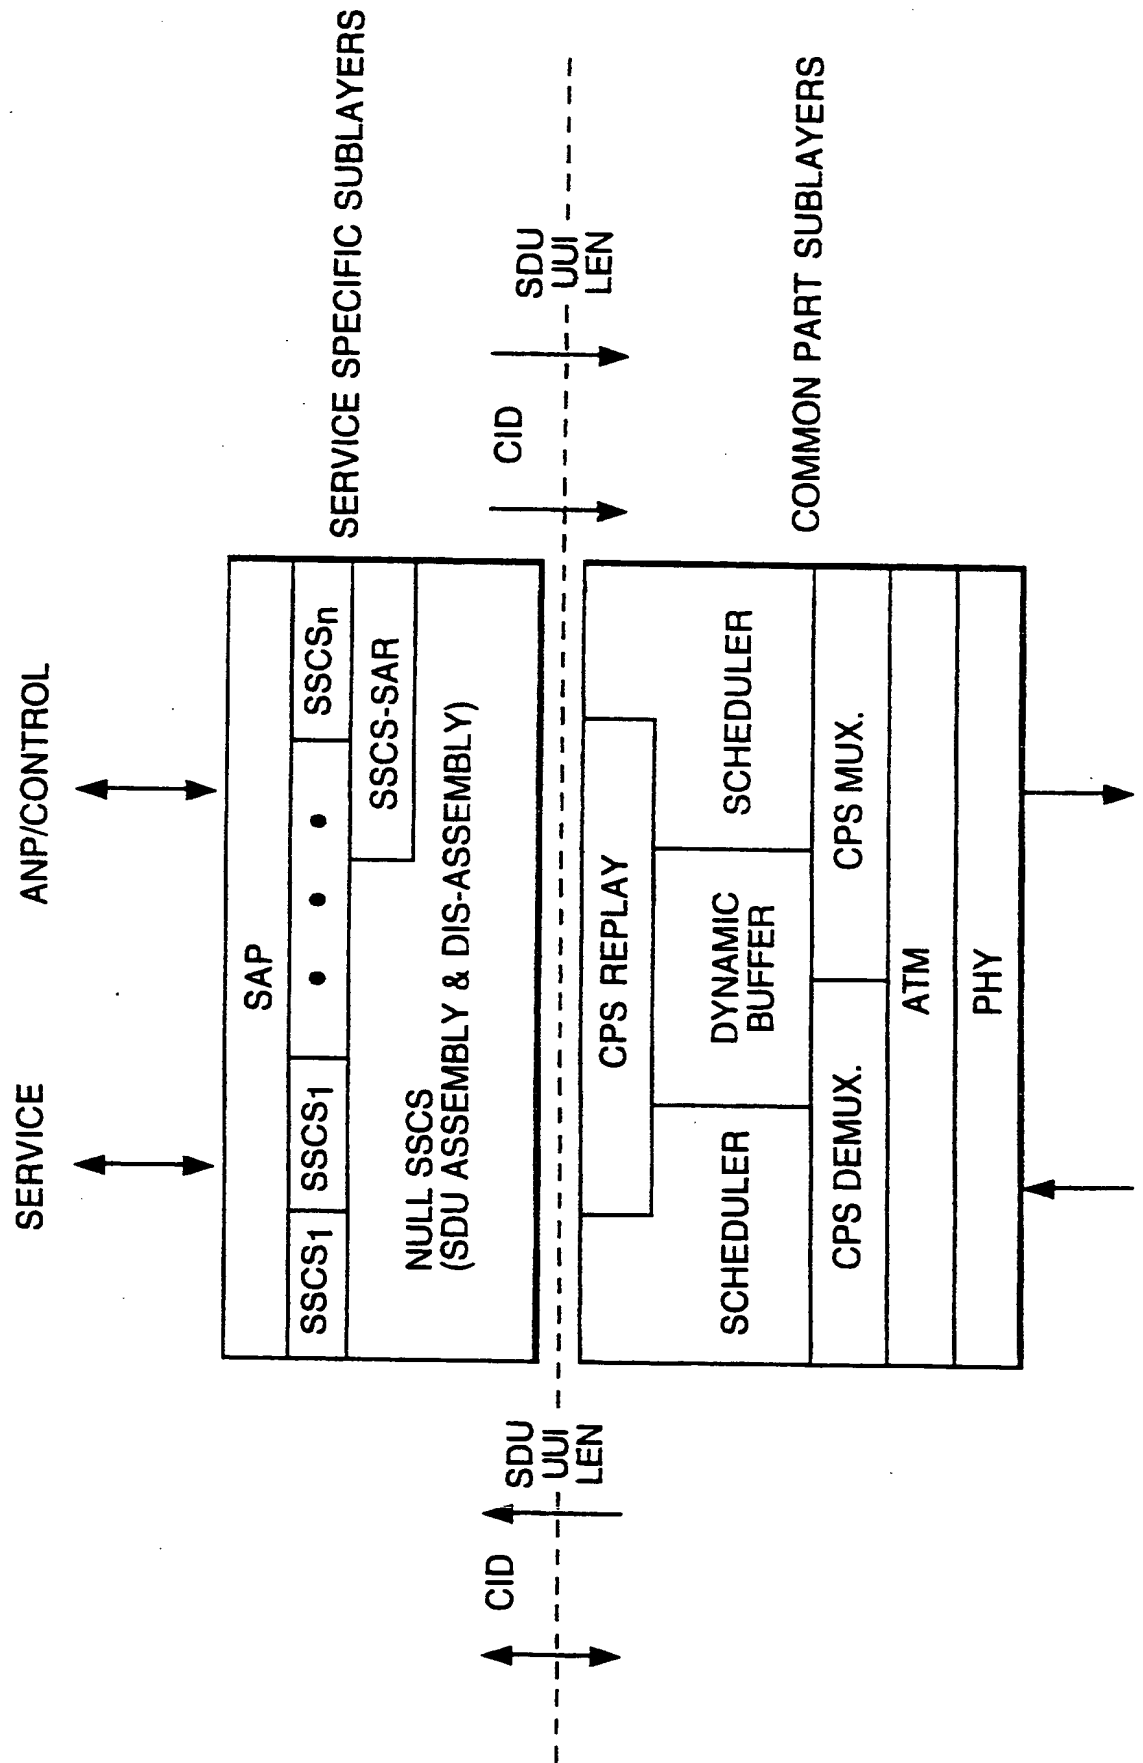 SERVICE
ANP/CONTROL
SAP
SSCS1
SSCS1
SSCSn
SSCS-SAR
NULL SSCS
(SDU ASSEMBLY & DIS-ASSEMBLY)
SERVICE SPECIFIC SUBLAYERS
CID
SDU
UUI
LEN
CID
SDU
UUI
LEN
CPS REPLAY
SCHEDULER
DYNAMIC
BUFFER
SCHEDULER
CPS DEMUX.
CPS MUX.
ATM
PHY
COMMON PART SUBLAYERS